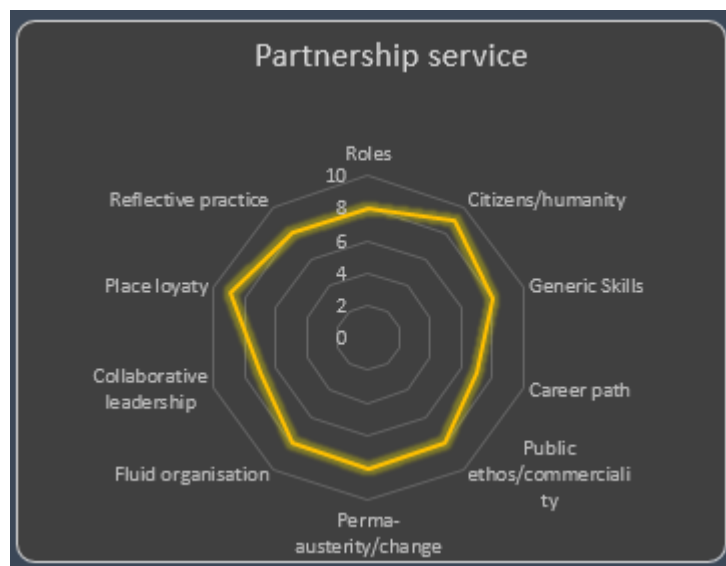 Partnership service
Roles
10
8
6
4
2
0
Citizens/humanity
Generic Skills
Career path
Public
ethos/commerciali
ty
Perma-
austerity/change
Fluid organisation
Collaborative
leadership
Place loyaty
Reflective practice